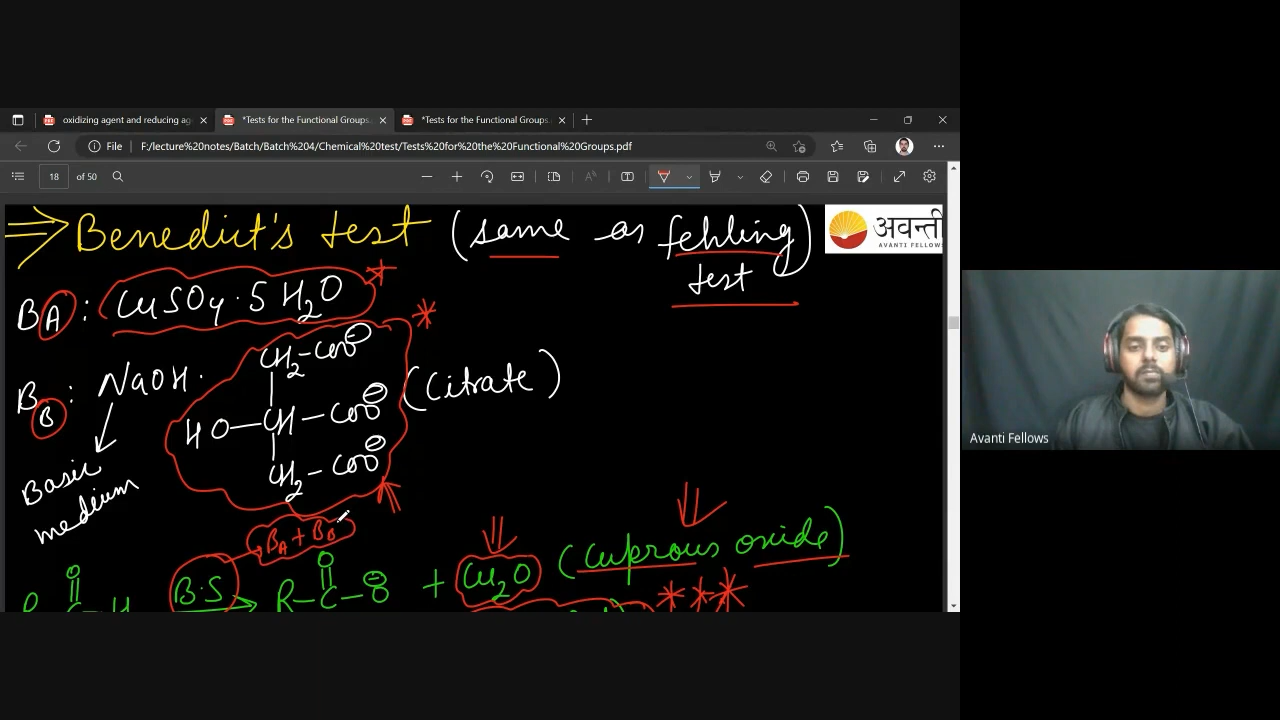 oxidizing agent and reducing ag
*Tests for the Functional Groups.
*Tests for the Functional Groups.
File
F:/lecture%20notes/Batch/Batch%204/Chemical%20test/Tests%20for%20the%20Functional%20Groups.pdf
18 of 50
⇒ Benedict's test (same as fehling test)
अवन्ती
AVANTI FELLOWS
BA : CuSO4 · 5 H2O *
BB : NaOH ·
CH2 – COO⊖
HO – CH – COO⊖ (Citrate)
CH2 – COO⊖
Basic medium
BA + BB
O
B·S
R – C – O⊖ + Cu2O (Cuprous oxide)
O
C H
* * *
Avanti Fellows